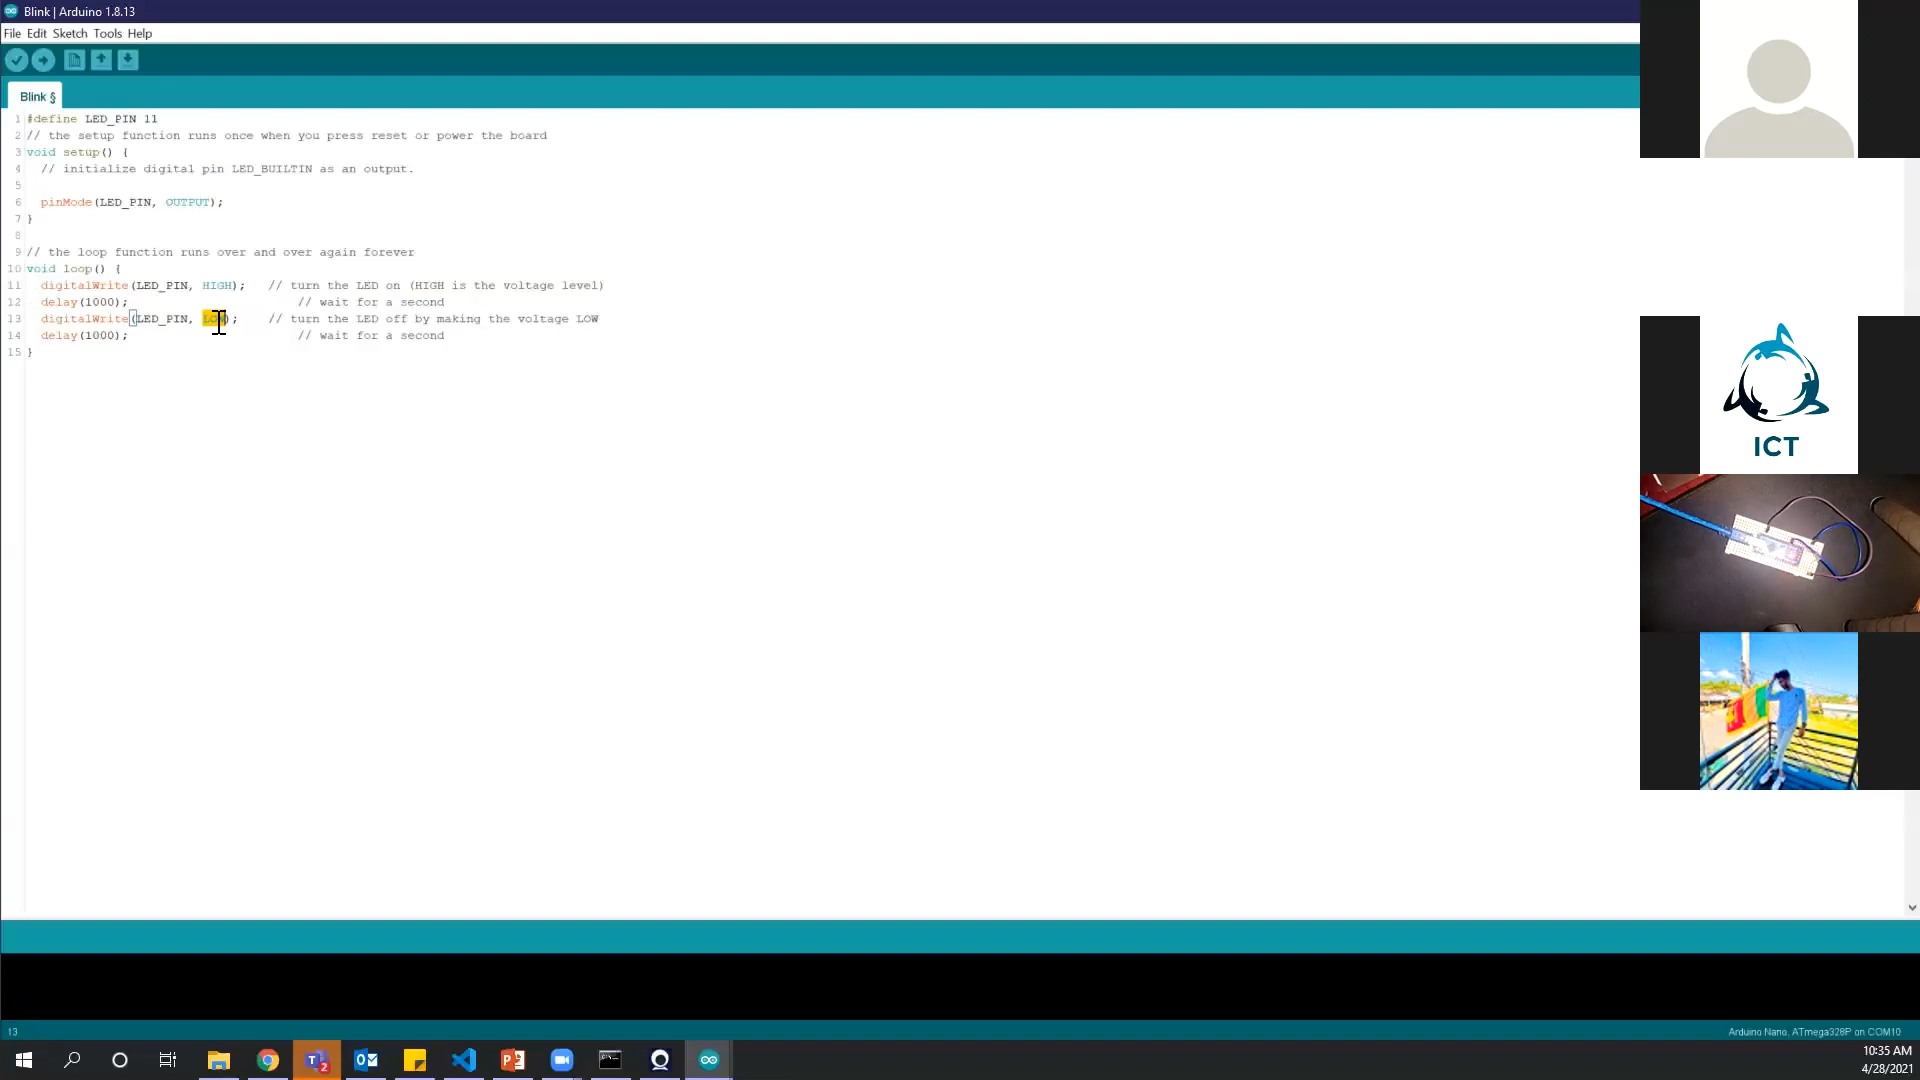 Blink | Arduino 1.8.13
File Edit Sketch Tools Help
Blink §
1 #define LED_PIN 11
2 // the setup function runs once when you press reset or power the board
3 void setup() {
4   // initialize digital pin LED_BUILTIN as an output.
5
6   pinMode(LED_PIN, OUTPUT);
7 }
8
9 // the loop function runs over and over again forever
10 void loop() {
11   digitalWrite(LED_PIN, HIGH);   // turn the LED on (HIGH is the voltage level)
12   delay(1000);                       // wait for a second
13   digitalWrite(LED_PIN, LOW);    // turn the LED off by making the voltage LOW
14   delay(1000);                       // wait for a second
15 }
ICT
13
Arduino Nano, ATmega328P on COM10
2
10:35 AM
4/28/2021